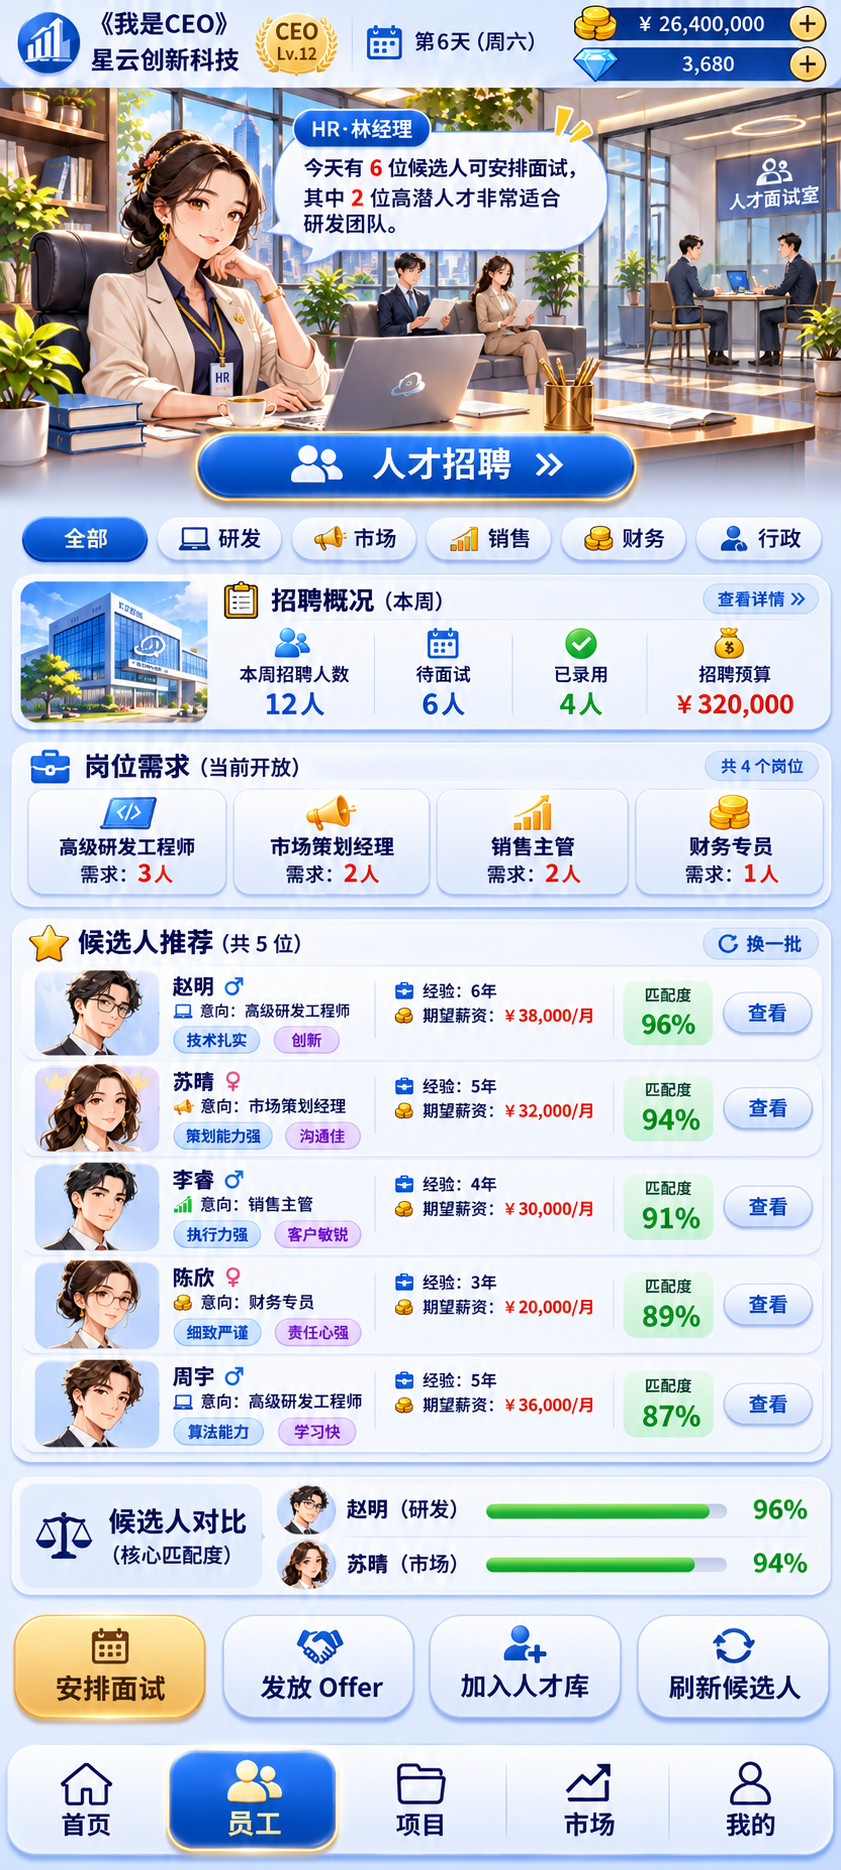 《我是CEO》
星云创新科技
CEO
Lv.12
第6天 (周六)
¥ 26,400,000
3,680
HR·林经理
今天有 6 位候选人可安排面试，
其中 2 位高潜人才非常适合
研发团队。
人才面试室
HR
人才招聘
全部
研发
市场
销售
财务
行政
招聘概况（本周）
查看详情
本周招聘人数
12人
待面试
6人
已录用
4人
招聘预算
¥ 320,000
岗位需求（当前开放）
共 4 个岗位
高级研发工程师
需求：3人
市场策划经理
需求：2人
销售主管
需求：2人
财务专员
需求：1人
候选人推荐（共 5 位）
换一批
赵明
意向：高级研发工程师
技术扎实
创新
经验：6年
期望薪资：¥38,000/月
匹配度
96%
查看
苏晴
意向：市场策划经理
策划能力强
沟通佳
经验：5年
期望薪资：¥32,000/月
匹配度
94%
查看
李睿
意向：销售主管
执行力强
客户敏锐
经验：4年
期望薪资：¥30,000/月
匹配度
91%
查看
陈欣
意向：财务专员
细致严谨
责任心强
经验：3年
期望薪资：¥20,000/月
匹配度
89%
查看
周宇
意向：高级研发工程师
算法能力
学习快
经验：5年
期望薪资：¥36,000/月
匹配度
87%
查看
候选人对比
（核心匹配度）
赵明（研发）
96%
苏晴（市场）
94%
安排面试
发放 Offer
加入人才库
刷新候选人
首页
员工
项目
市场
我的